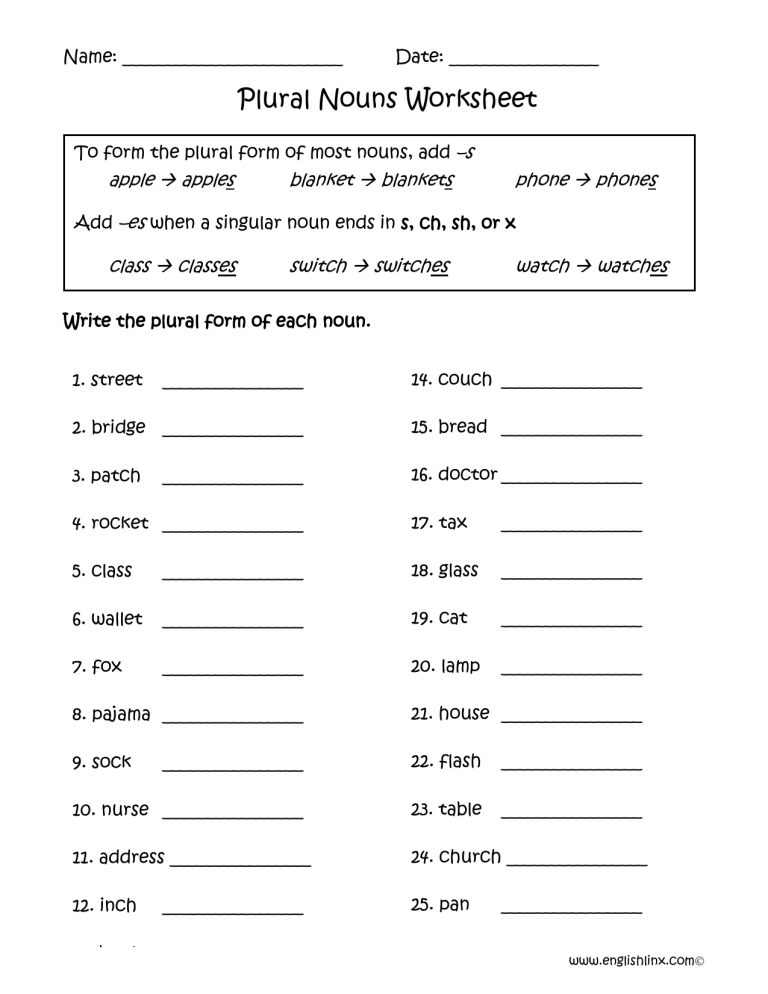 Name: ______________________ Date: _______________
Plural Nouns Worksheet
To form the plural form of most nouns, add –s
apple → apples blanket → blankets phone → phones
Add –es when a singular noun ends in s, ch, sh, or x
class → classes switch → switches watch → watches
Write the plural form of each noun.
1. street ______________
2. bridge ______________
3. patch ______________
4. rocket ______________
5. class ______________
6. wallet ______________
7. fox ______________
8. pajama ______________
9. sock ______________
10. nurse ______________
11. address ______________
12. inch ______________
14. couch ______________
15. bread ______________
16. doctor ______________
17. tax ______________
18. glass ______________
19. cat ______________
20. lamp ______________
21. house ______________
22. flash ______________
23. table ______________
24. church ______________
25. pan ______________
www.englishlinx.com©